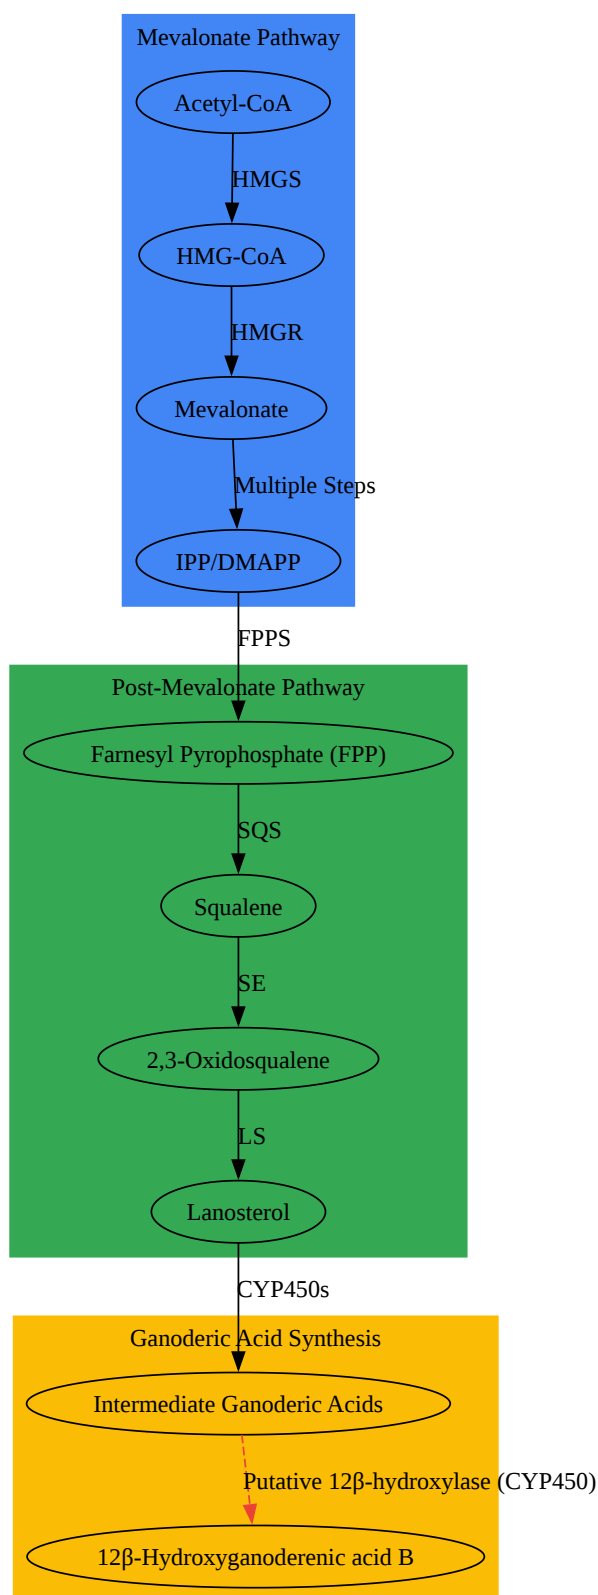 Mevalonate Pathway
Acetyl-CoA
HMGS
HMG-CoA
HMGR
Mevalonate
Multiple Steps
IPP/DMAPP
FPPS
Post-Mevalonate Pathway
Farnesyl Pyrophosphate (FPP)
SQS
Squalene
SE
2,3-Oxidosqualene
LS
Lanosterol
CYP450s
Ganoderic Acid Synthesis
Intermediate Ganoderic Acids
Putative 12β-hydroxylase (CYP450)
12β-Hydroxyganoderenic acid B